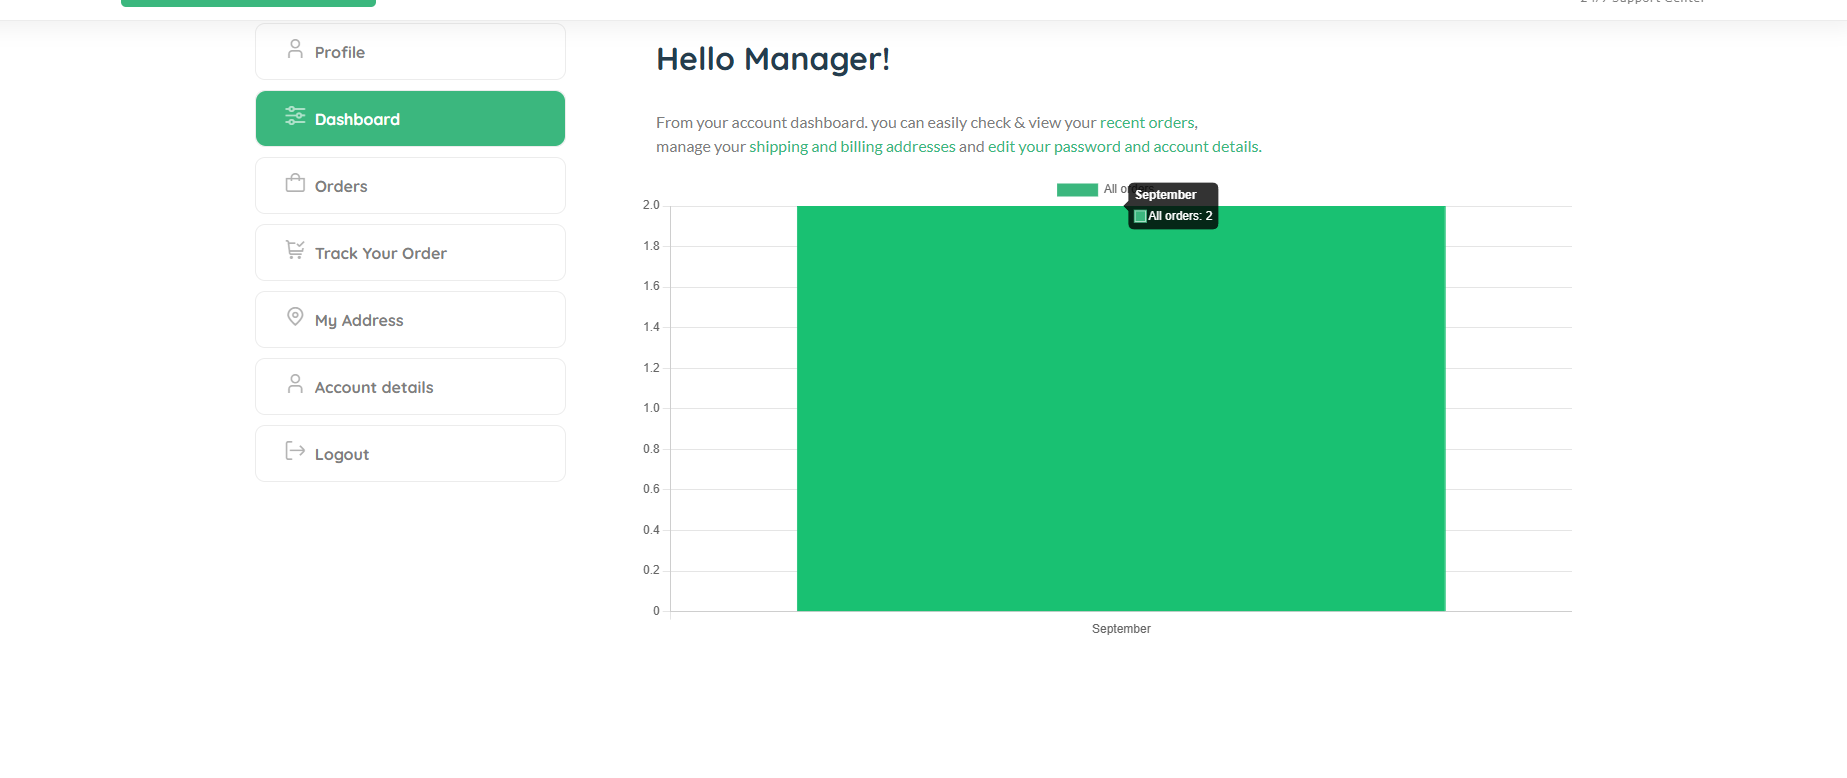 Profile
Dashboard
Orders
Track Your Order
My Address
Account details
Logout
Hello Manager!
From your account dashboard. you can easily check & view your recent orders,
manage your shipping and billing addresses and edit your password and account details.
All orders
September
All orders: 2
2.0
1.8
1.6
1.4
1.2
1.0
0.8
0.6
0.4
0.2
0
September